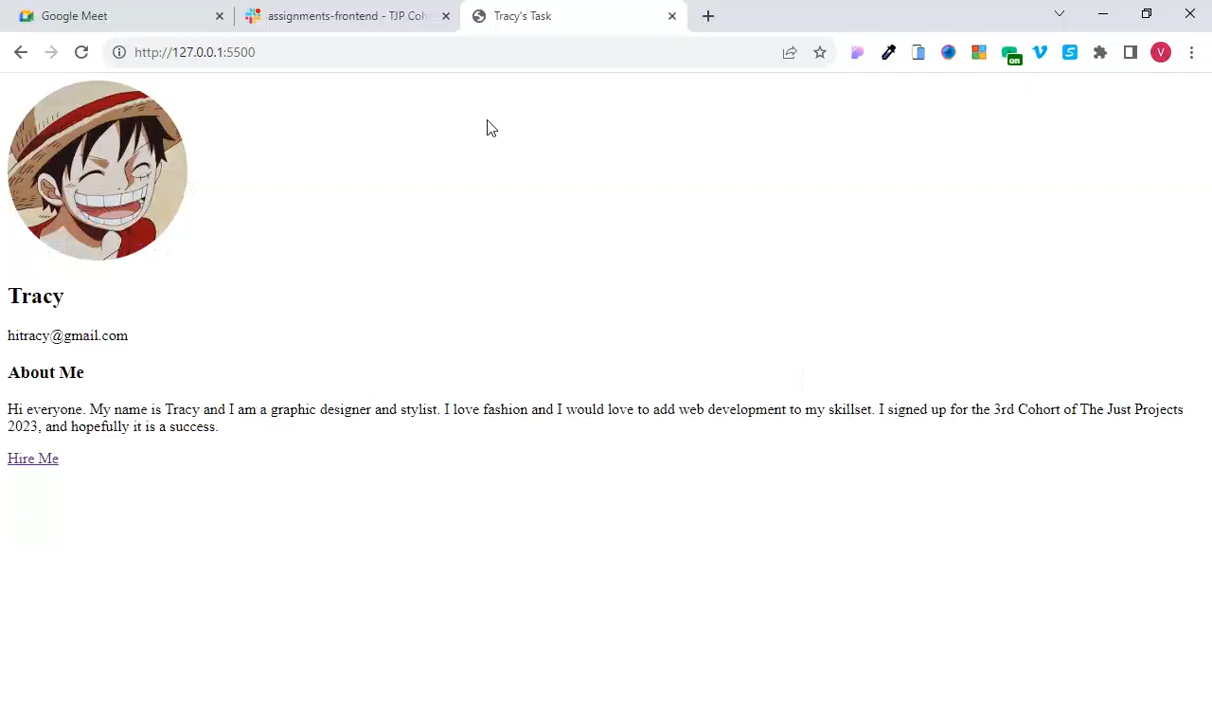 Google Meet
assignments-frontend - TJP Coh
Tracy's Task
http://127.0.0.1:5500
on
S
V
Tracy
hitracy@gmail.com
About Me
Hi everyone. My name is Tracy and I am a graphic designer and stylist. I love fashion and I would love to add web development to my skillset. I signed up for the 3rd Cohort of The Just Projects
2023, and hopefully it is a success.
Hire Me